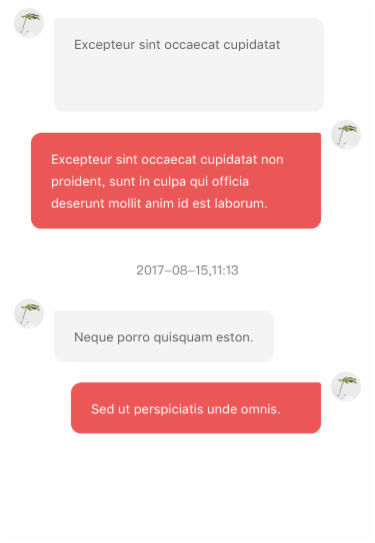 Excepteur sint occaecat cupidatat
Excepteur sint occaecat cupidatat non
proident, sunt in culpa qui officia
deserunt mollit anim id est laborum.
2017–08–15,11:13
Neque porro quisquam eston.
Sed ut perspiciatis unde omnis.